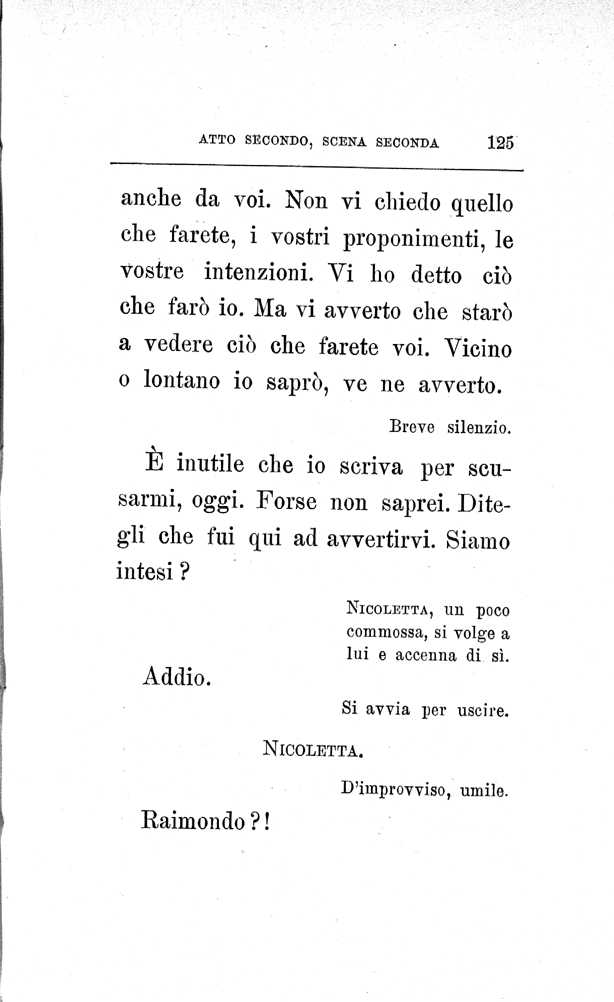 ATTO SECONDO, SCENA SECONDA 125
anche da voi. Non vi chiedo quello
che farete, i vostri proponimenti, le
vostre intenzioni. Vi ho detto ciò
che farò io. Ma vi avverto che starò
a vedere ciò che farete voi. Vicino
o lontano io saprò, ve ne avverto.
Breve silenzio.
È inutile che io scriva per scu-
sarmi, oggi. Forse non saprei. Dite-
gli che fui qui ad avvertirvi. Siamo
intesi?
NICOLETTA, un poco
commossa, si volge a
lui e accenna di sì.
Addio.
Si avvia per uscire.
NICOLETTA.
D'improvviso, umile.
Raimondo?!